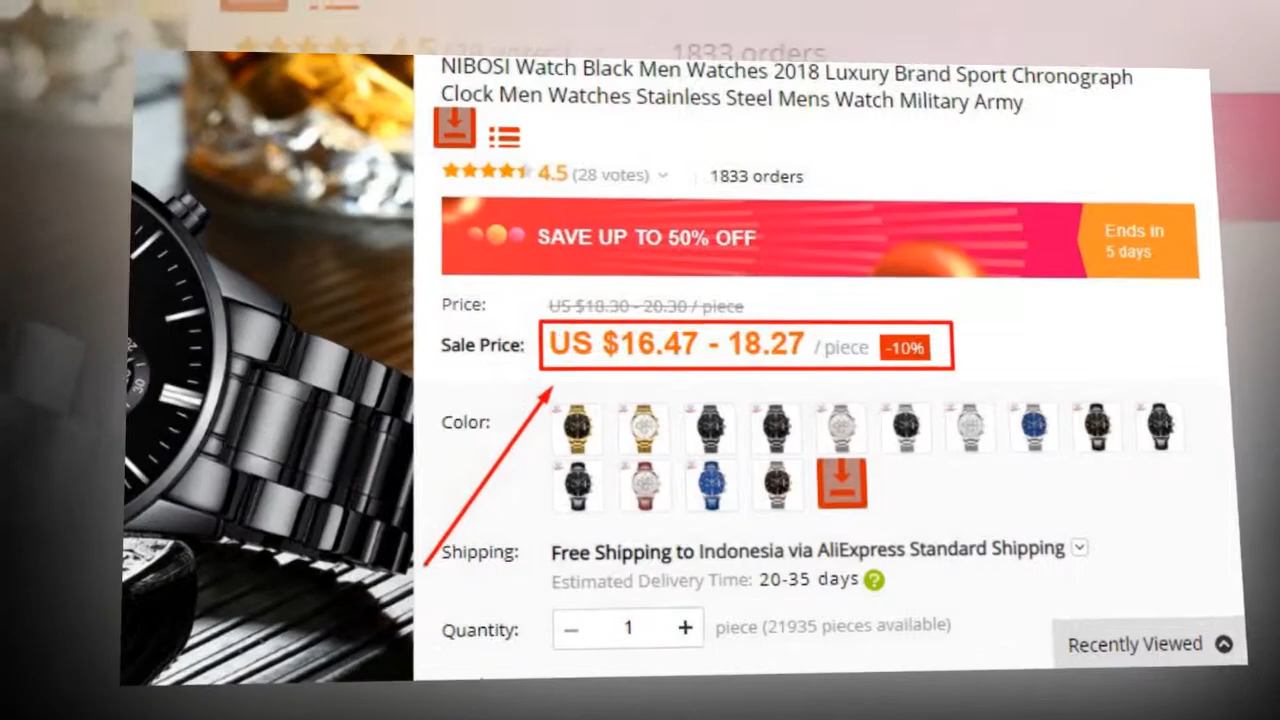 1833 orders
NIBOSI Watch Black Men Watches 2018 Luxury Brand Sport Chronograph
Clock Men Watches Stainless Steel Mens Watch Military Army
4.5 (28 votes)
1833 orders
SAVE UP TO 50% OFF
Ends in
5 days
Price: US $18.30 - 20.30 / piece
Sale Price: US $16.47 - 18.27 / piece -10%
Color:
Shipping: Free Shipping to Indonesia via AliExpress Standard Shipping
Estimated Delivery Time: 20-35 days ?
Quantity: − 1 + piece (21935 pieces available)
Recently Viewed
30